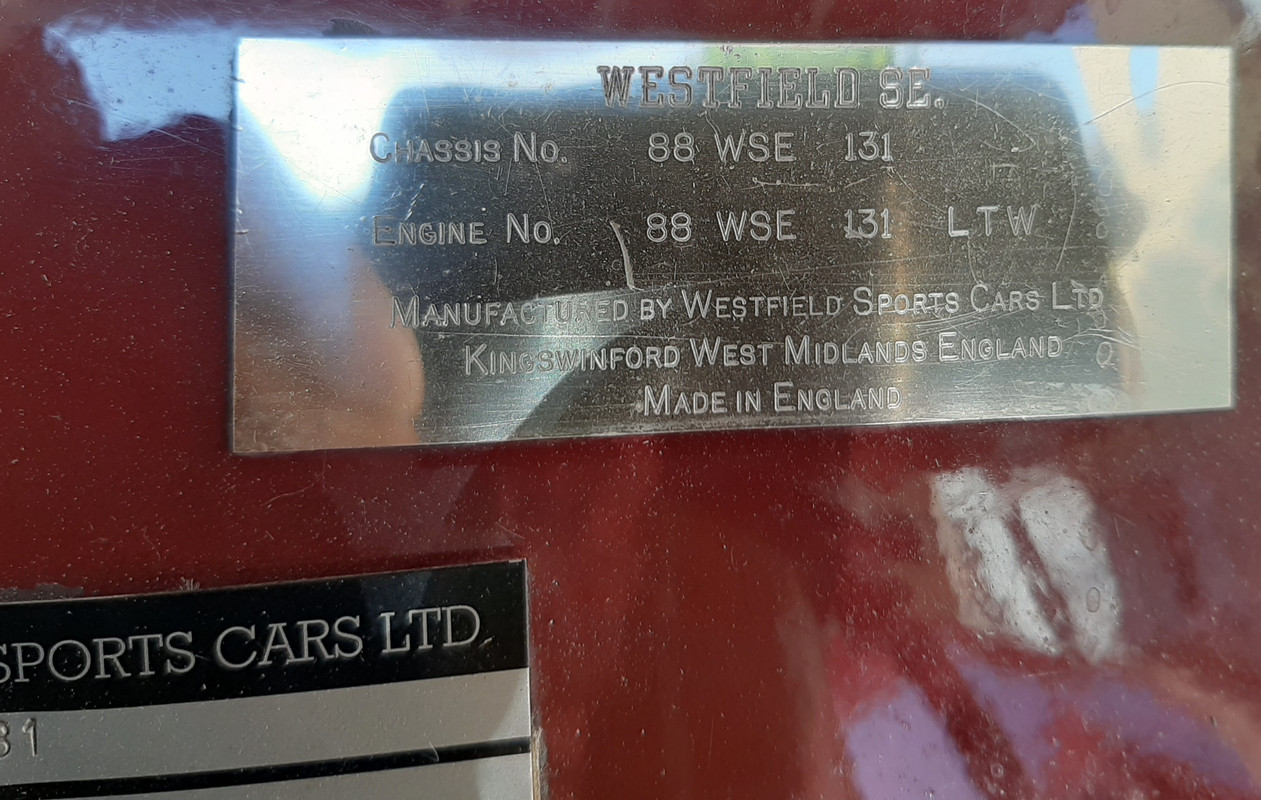 WESTFIELD SE.
CHASSIS NO. 88 WSE 131
ENGINE NO. 88 WSE 131 LTW
MANUFACTURED BY WESTFIELD SPORTS CARS LTD
KINGSWINFORD WEST MIDLANDS ENGLAND
MADE IN ENGLAND
SPORTS CARS LTD.
31